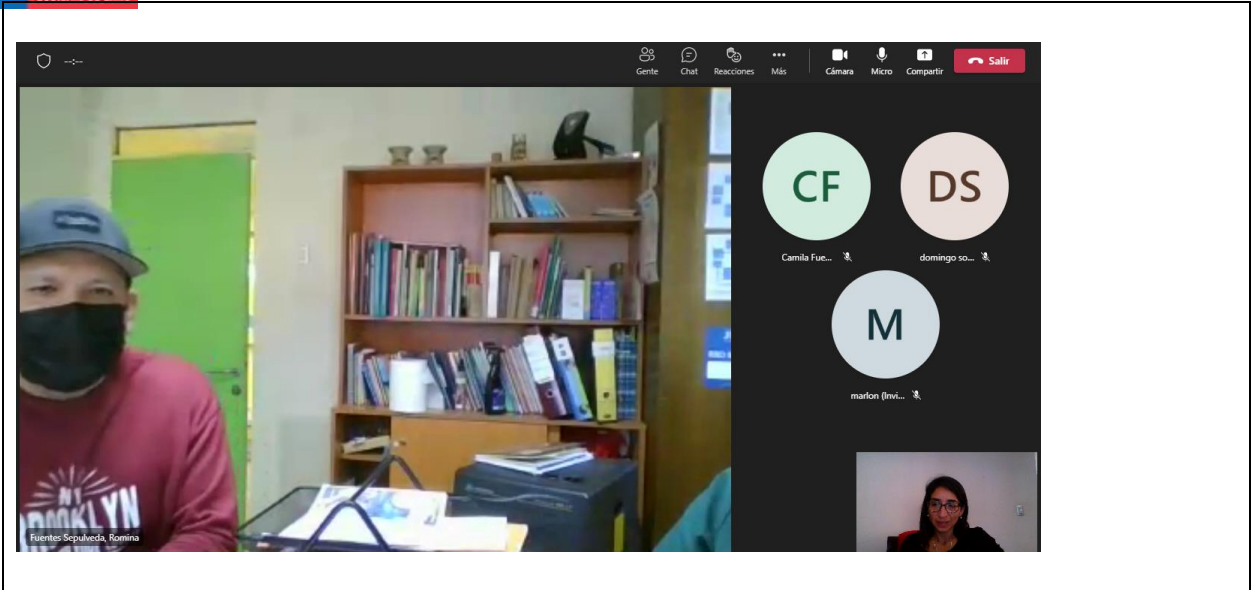 --:--
Gente
Chat
Reacciones
Más
Cámara
Micro
Compartir
Salir
CF
DS
Camila Fue...
domingo so...
M
marlon (Invi...
NY
BROOKLYN
Fuentes Sepulveda, Romina